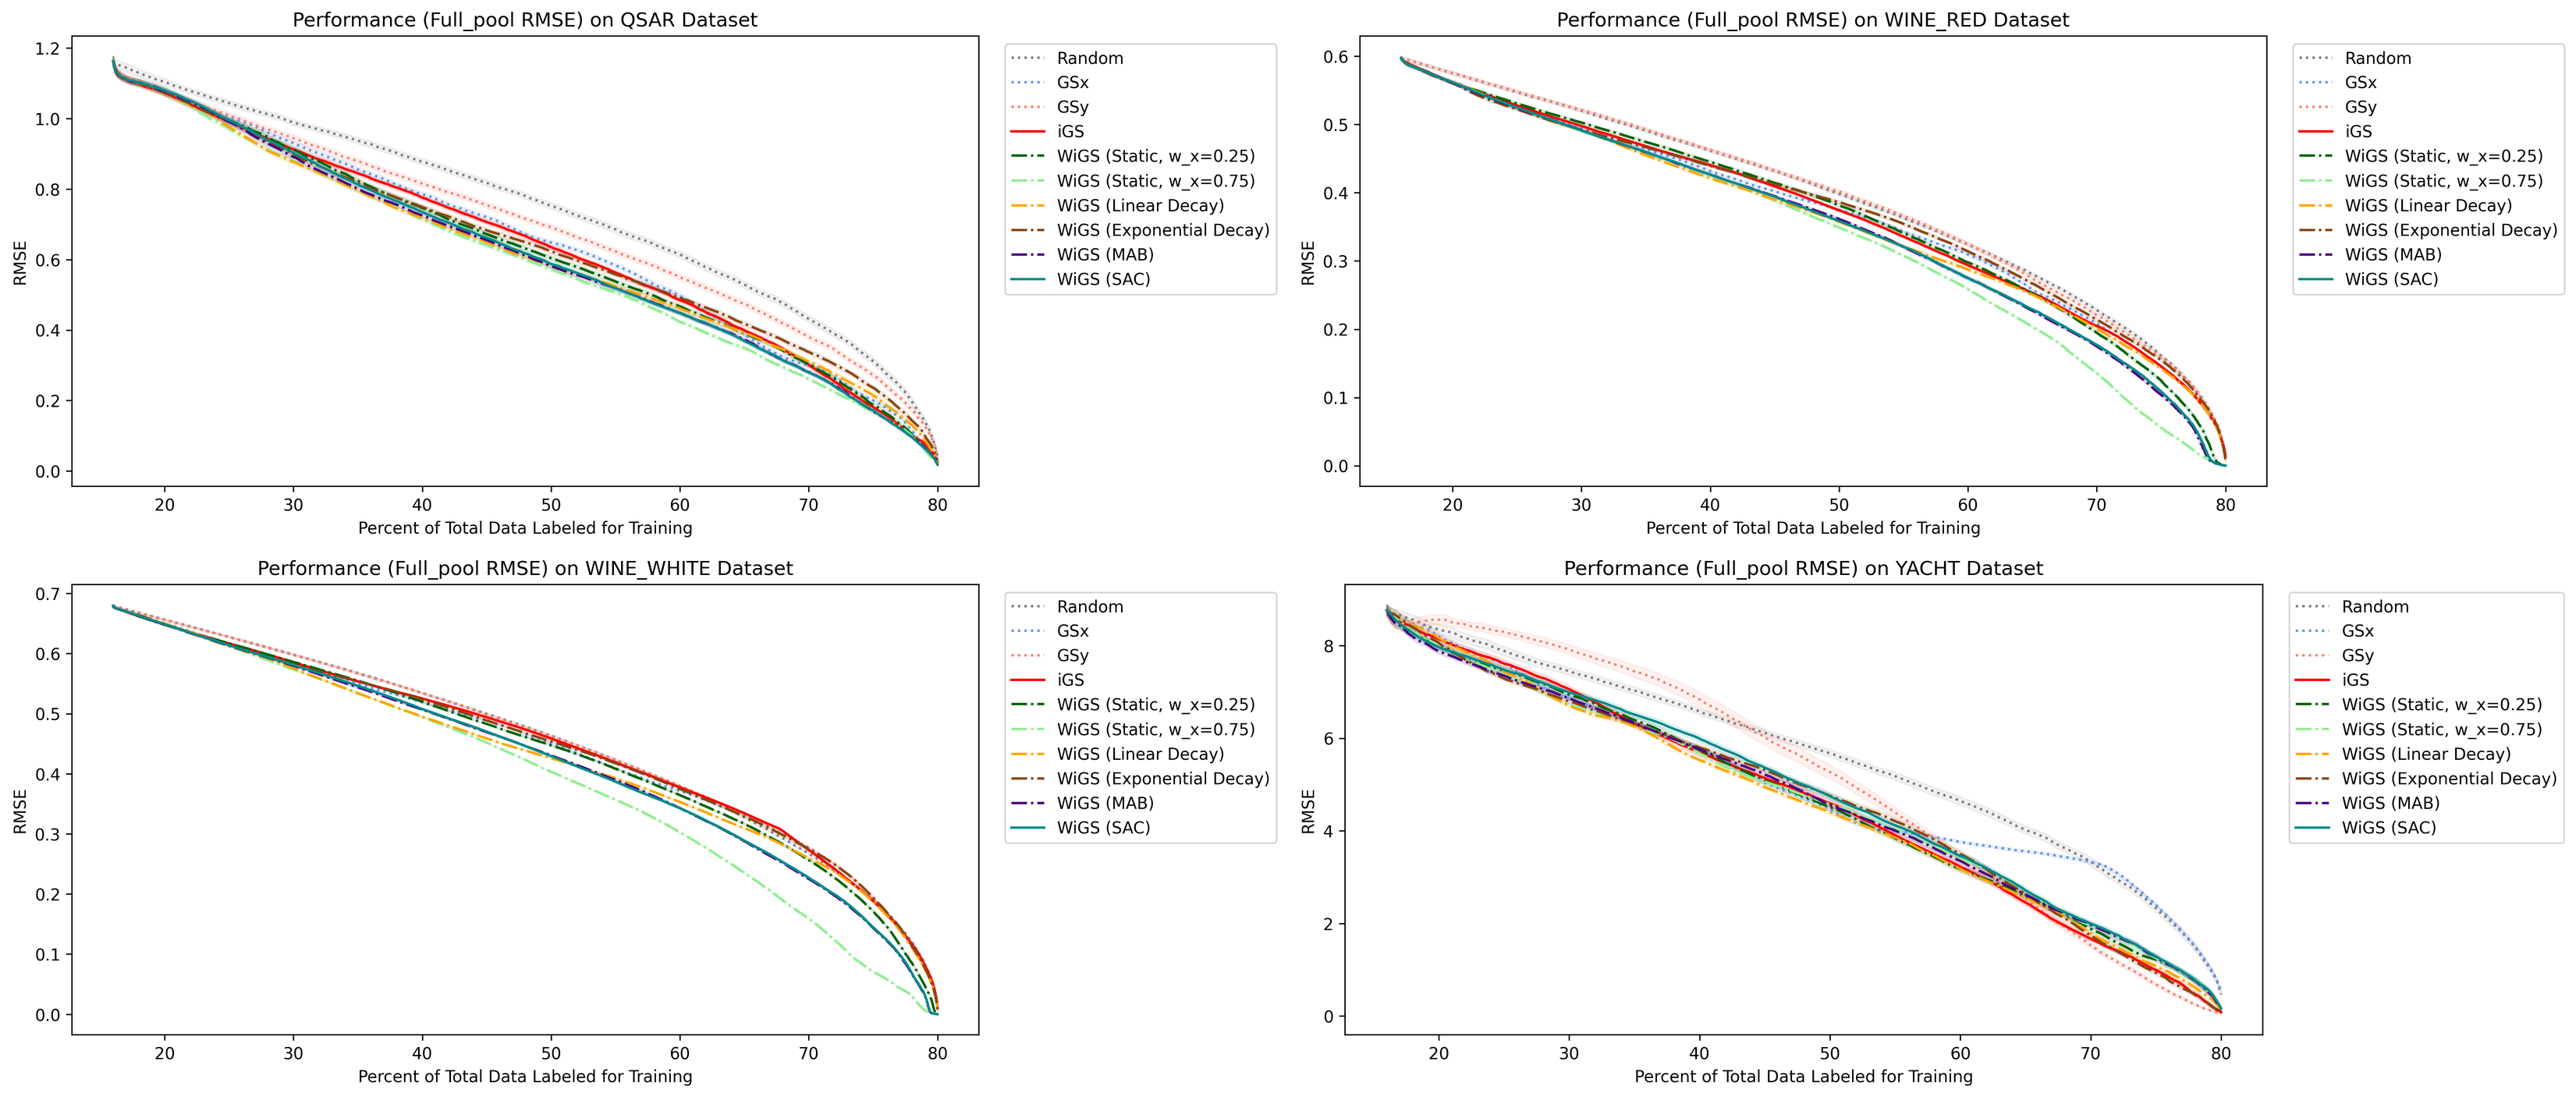 Performance (Full_pool RMSE) on QSAR Dataset
RMSE
1.2
1.0
0.8
0.6
0.4
0.2
0.0
20 30 40 50 60 70 80
Percent of Total Data Labeled for Training
Random
GSx
GSy
iGS
WiGS (Static, w_x=0.25)
WiGS (Static, w_x=0.75)
WiGS (Linear Decay)
WiGS (Exponential Decay)
WiGS (MAB)
WiGS (SAC)
Performance (Full_pool RMSE) on WINE_RED Dataset
RMSE
0.6
0.5
0.4
0.3
0.2
0.1
0.0
20 30 40 50 60 70 80
Percent of Total Data Labeled for Training
Random
GSx
GSy
iGS
WiGS (Static, w_x=0.25)
WiGS (Static, w_x=0.75)
WiGS (Linear Decay)
WiGS (Exponential Decay)
WiGS (MAB)
WiGS (SAC)
Performance (Full_pool RMSE) on WINE_WHITE Dataset
RMSE
0.7
0.6
0.5
0.4
0.3
0.2
0.1
0.0
20 30 40 50 60 70 80
Percent of Total Data Labeled for Training
Random
GSx
GSy
iGS
WiGS (Static, w_x=0.25)
WiGS (Static, w_x=0.75)
WiGS (Linear Decay)
WiGS (Exponential Decay)
WiGS (MAB)
WiGS (SAC)
Performance (Full_pool RMSE) on YACHT Dataset
RMSE
8
6
4
2
0
20 30 40 50 60 70 80
Percent of Total Data Labeled for Training
Random
GSx
GSy
iGS
WiGS (Static, w_x=0.25)
WiGS (Static, w_x=0.75)
WiGS (Linear Decay)
WiGS (Exponential Decay)
WiGS (MAB)
WiGS (SAC)